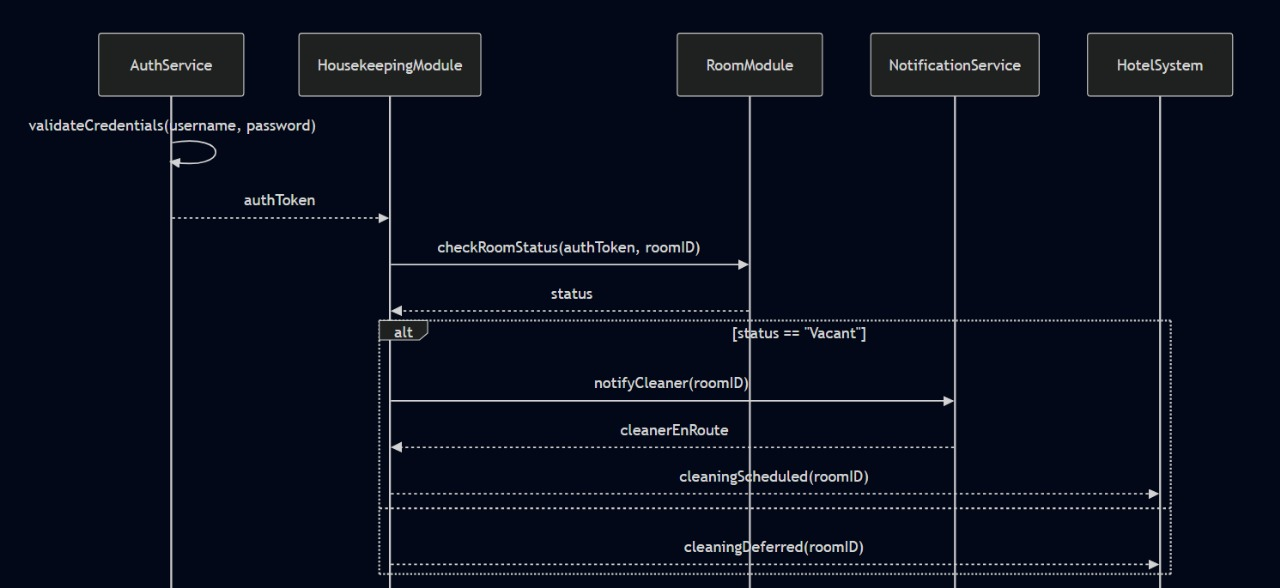 AuthService
HousekeepingModule
RoomModule
NotificationService
HotelSystem
validateCredentials(username, password)
authToken
checkRoomStatus(authToken, roomID)
status
alt
[status == "Vacant"]
notifyCleaner(roomID)
cleanerEnRoute
cleaningScheduled(roomID)
cleaningDeferred(roomID)